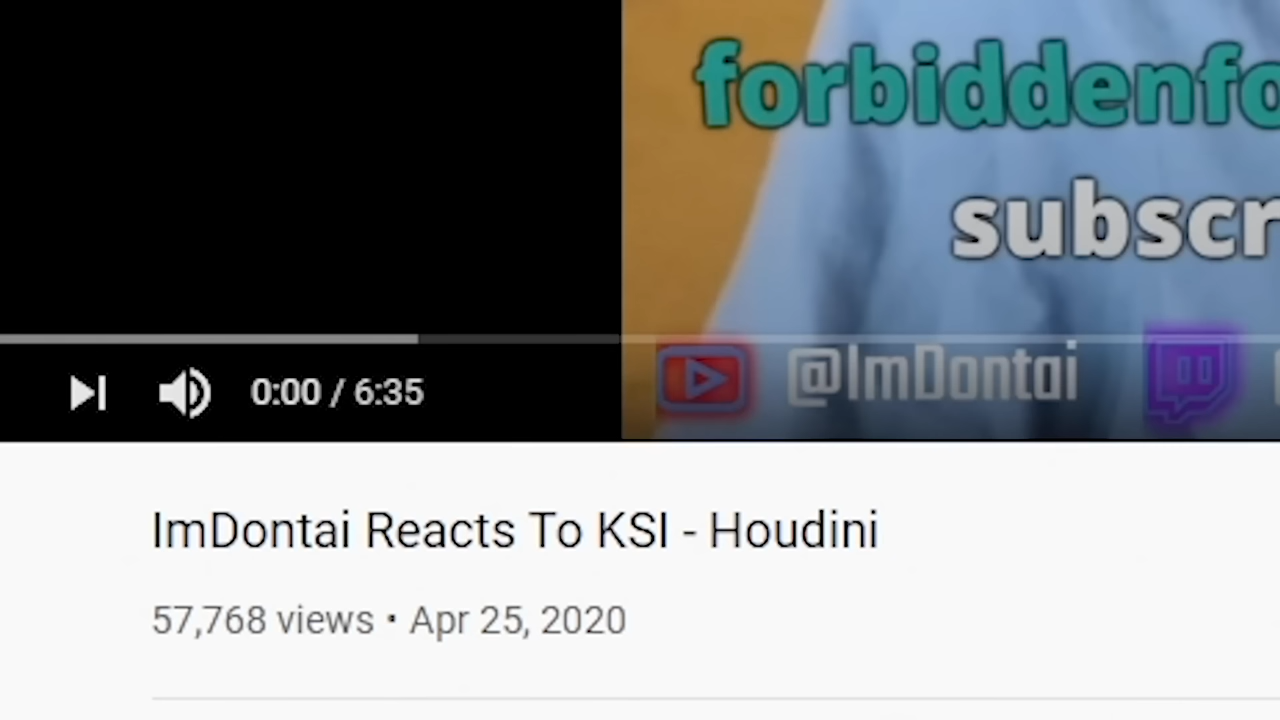 forbiddenfo
subscr
@ImDontai
0:00 / 6:35
ImDontai Reacts To KSI - Houdini
57,768 views • Apr 25, 2020